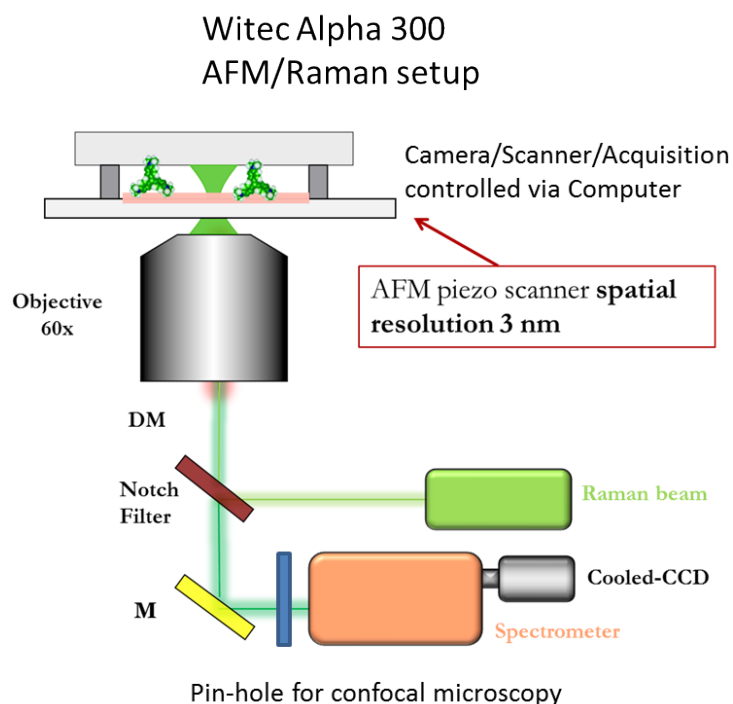 Witec Alpha 300
AFM/Raman setup
Camera/Scanner/Acquisition
controlled via Computer
AFM piezo scanner spatial
resolution 3 nm
Objective
60x
DM
Notch
Filter
Raman beam
M
Cooled-CCD
Spectrometer
Pin-hole for confocal microscopy